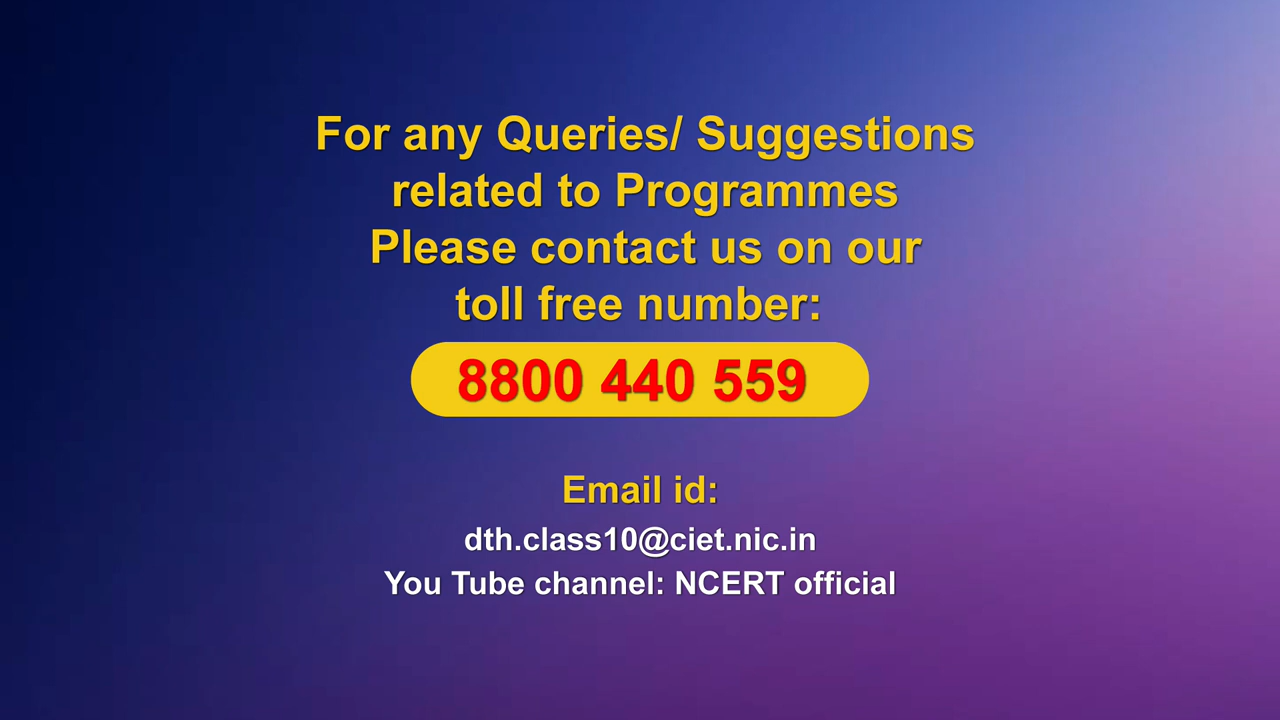 For any Queries/ Suggestions
related to Programmes
Please contact us on our
toll free number:
8800 440 559
Email id:
dth.class10@ciet.nic.in
You Tube channel: NCERT official